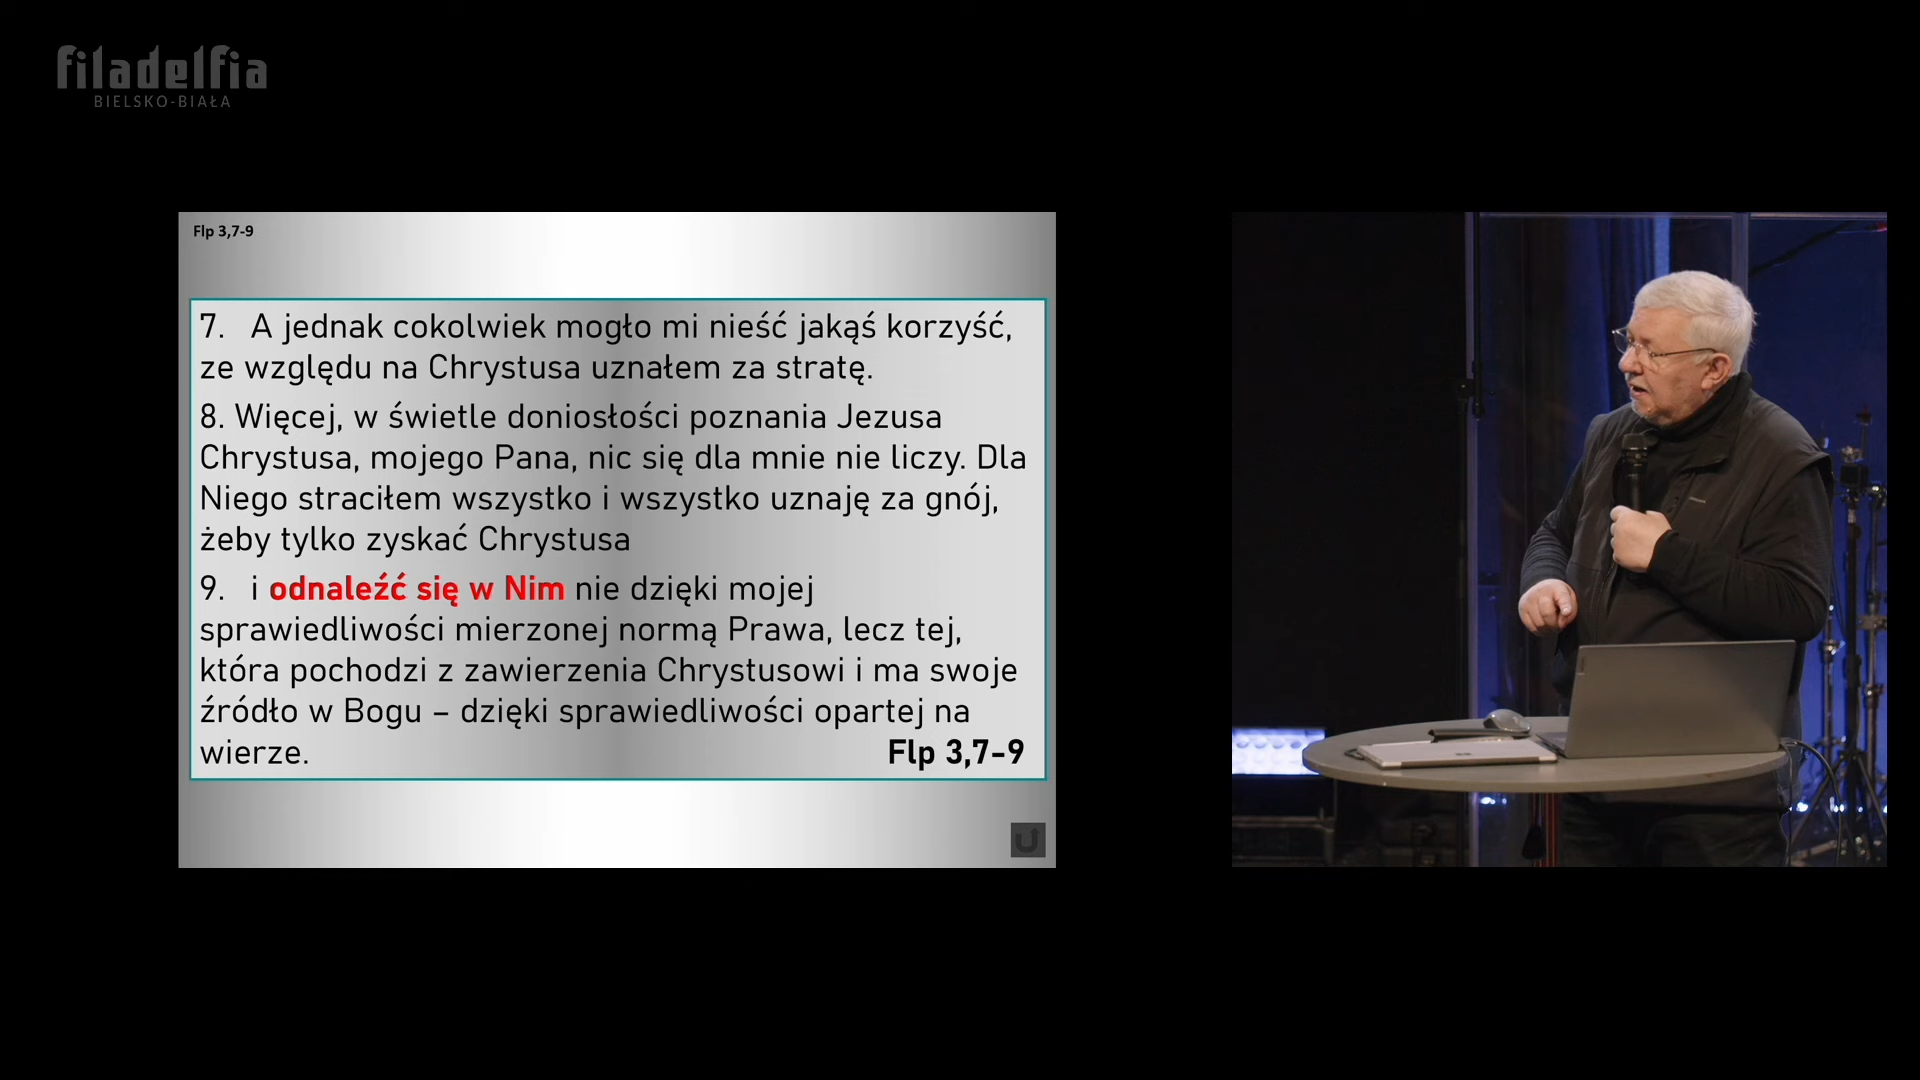 filadelfia
BIELSKO-BIAŁA
Flp 3,7-9
7. A jednak cokolwiek mogło mi nieść jakąś korzyść,
ze względu na Chrystusa uznałem za stratę.
8. Więcej, w świetle doniosłości poznania Jezusa
Chrystusa, mojego Pana, nic się dla mnie nie liczy. Dla
Niego straciłem wszystko i wszystko uznaję za gnój,
żeby tylko zyskać Chrystusa
9. i odnaleźć się w Nim nie dzięki mojej
sprawiedliwości mierzonej normą Prawa, lecz tej,
która pochodzi z zawierzenia Chrystusowi i ma swoje
źródło w Bogu – dzięki sprawiedliwości opartej na
wierze. Flp 3,7-9